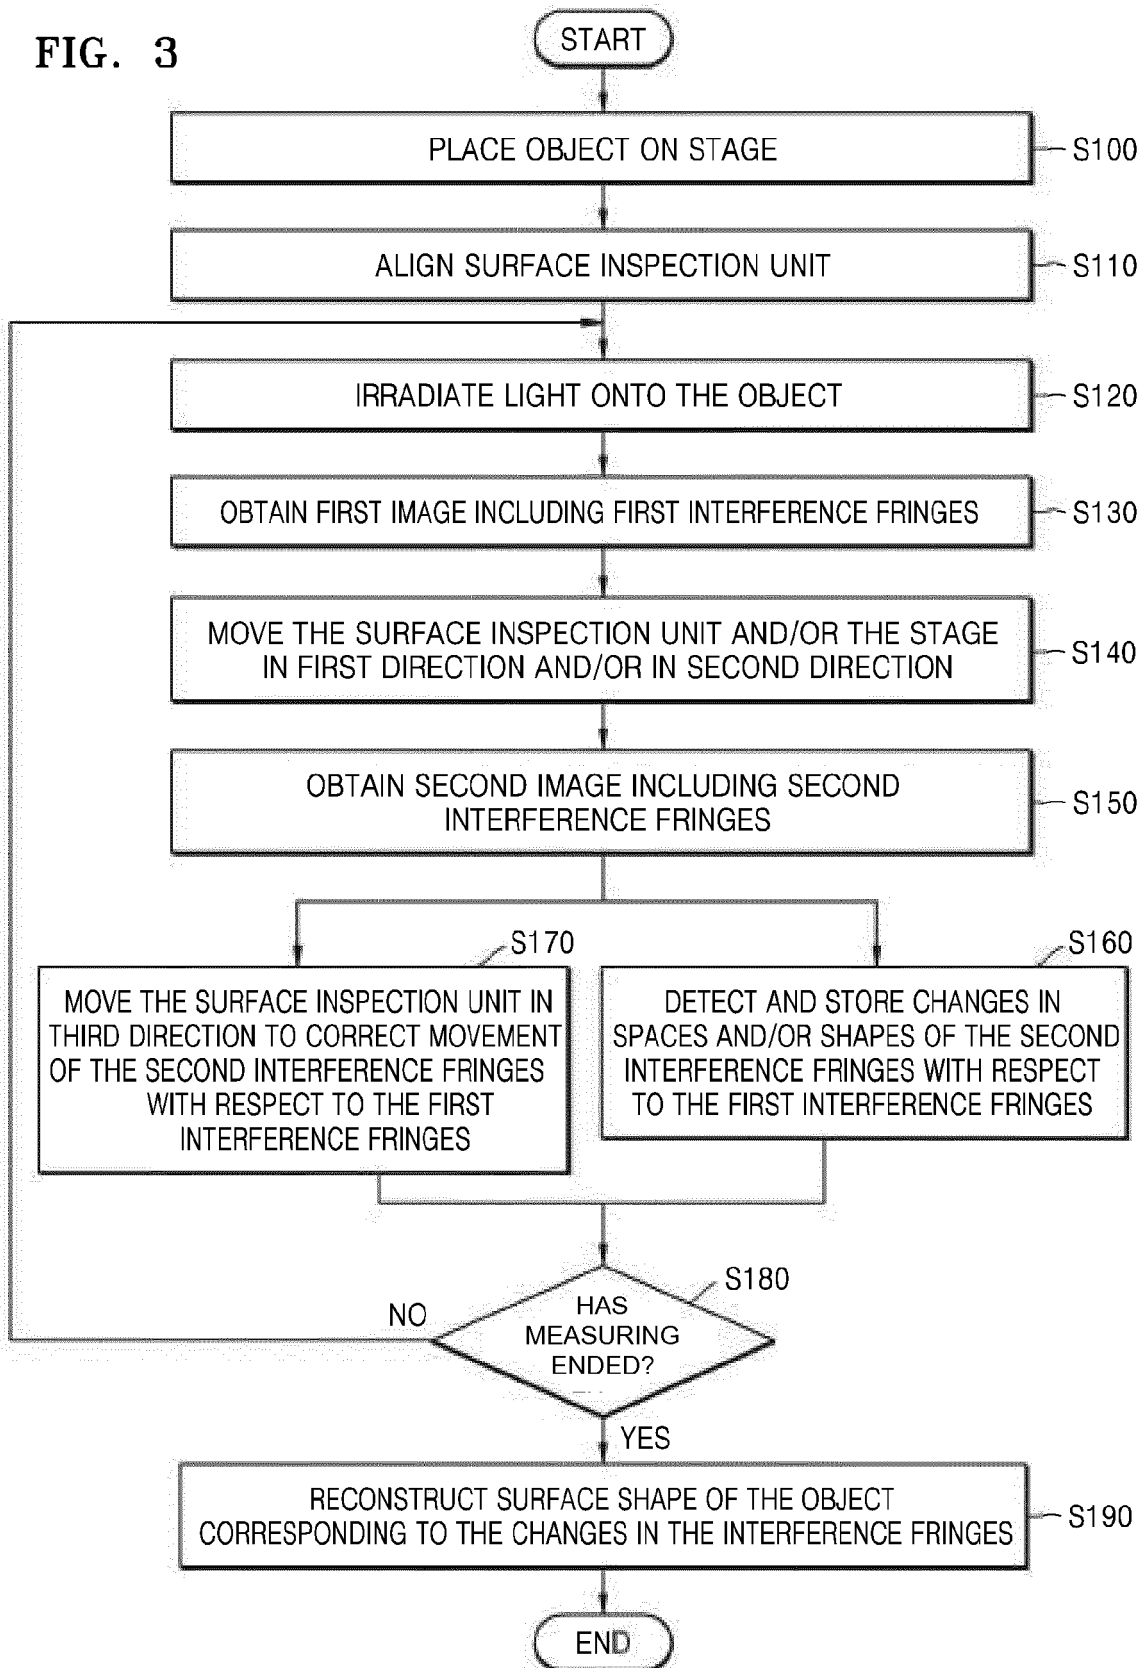 FIG. 3
START
PLACE OBJECT ON STAGE
S100
ALIGN SURFACE INSPECTION UNIT
S110
IRRADIATE LIGHT ONTO THE OBJECT
S120
OBTAIN FIRST IMAGE INCLUDING FIRST INTERFERENCE FRINGES
S130
MOVE THE SURFACE INSPECTION UNIT AND/OR THE STAGE
IN FIRST DIRECTION AND/OR IN SECOND DIRECTION
S140
OBTAIN SECOND IMAGE INCLUDING SECOND
INTERFERENCE FRINGES
S150
S170
MOVE THE SURFACE INSPECTION UNIT IN
THIRD DIRECTION TO CORRECT MOVEMENT
OF THE SECOND INTERFERENCE FRINGES
WITH RESPECT TO THE FIRST
INTERFERENCE FRINGES
S160
DETECT AND STORE CHANGES IN
SPACES AND/OR SHAPES OF THE SECOND
INTERFERENCE FRINGES WITH RESPECT
TO THE FIRST INTERFERENCE FRINGES
S180
HAS
MEASURING
ENDED?
NO
YES
RECONSTRUCT SURFACE SHAPE OF THE OBJECT
CORRESPONDING TO THE CHANGES IN THE INTERFERENCE FRINGES
S190
END